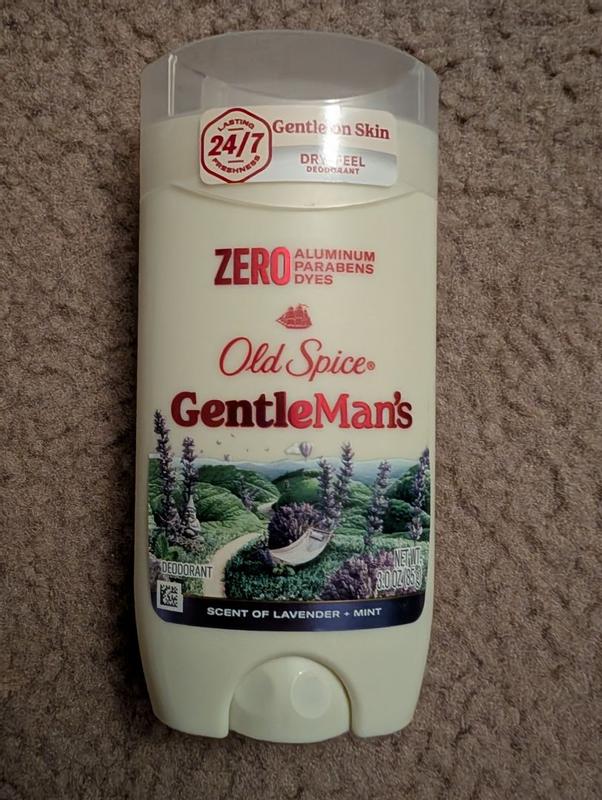 LASTING
24/7
FRESHNESS
Gentle on Skin
DRY FEEL
DEODORANT
ZERO ALUMINUM
PARABENS
DYES
Old Spice®
GentleMan's
DEODORANT
NET WT.
3.0 OZ (85 g)
SCENT OF LAVENDER + MINT